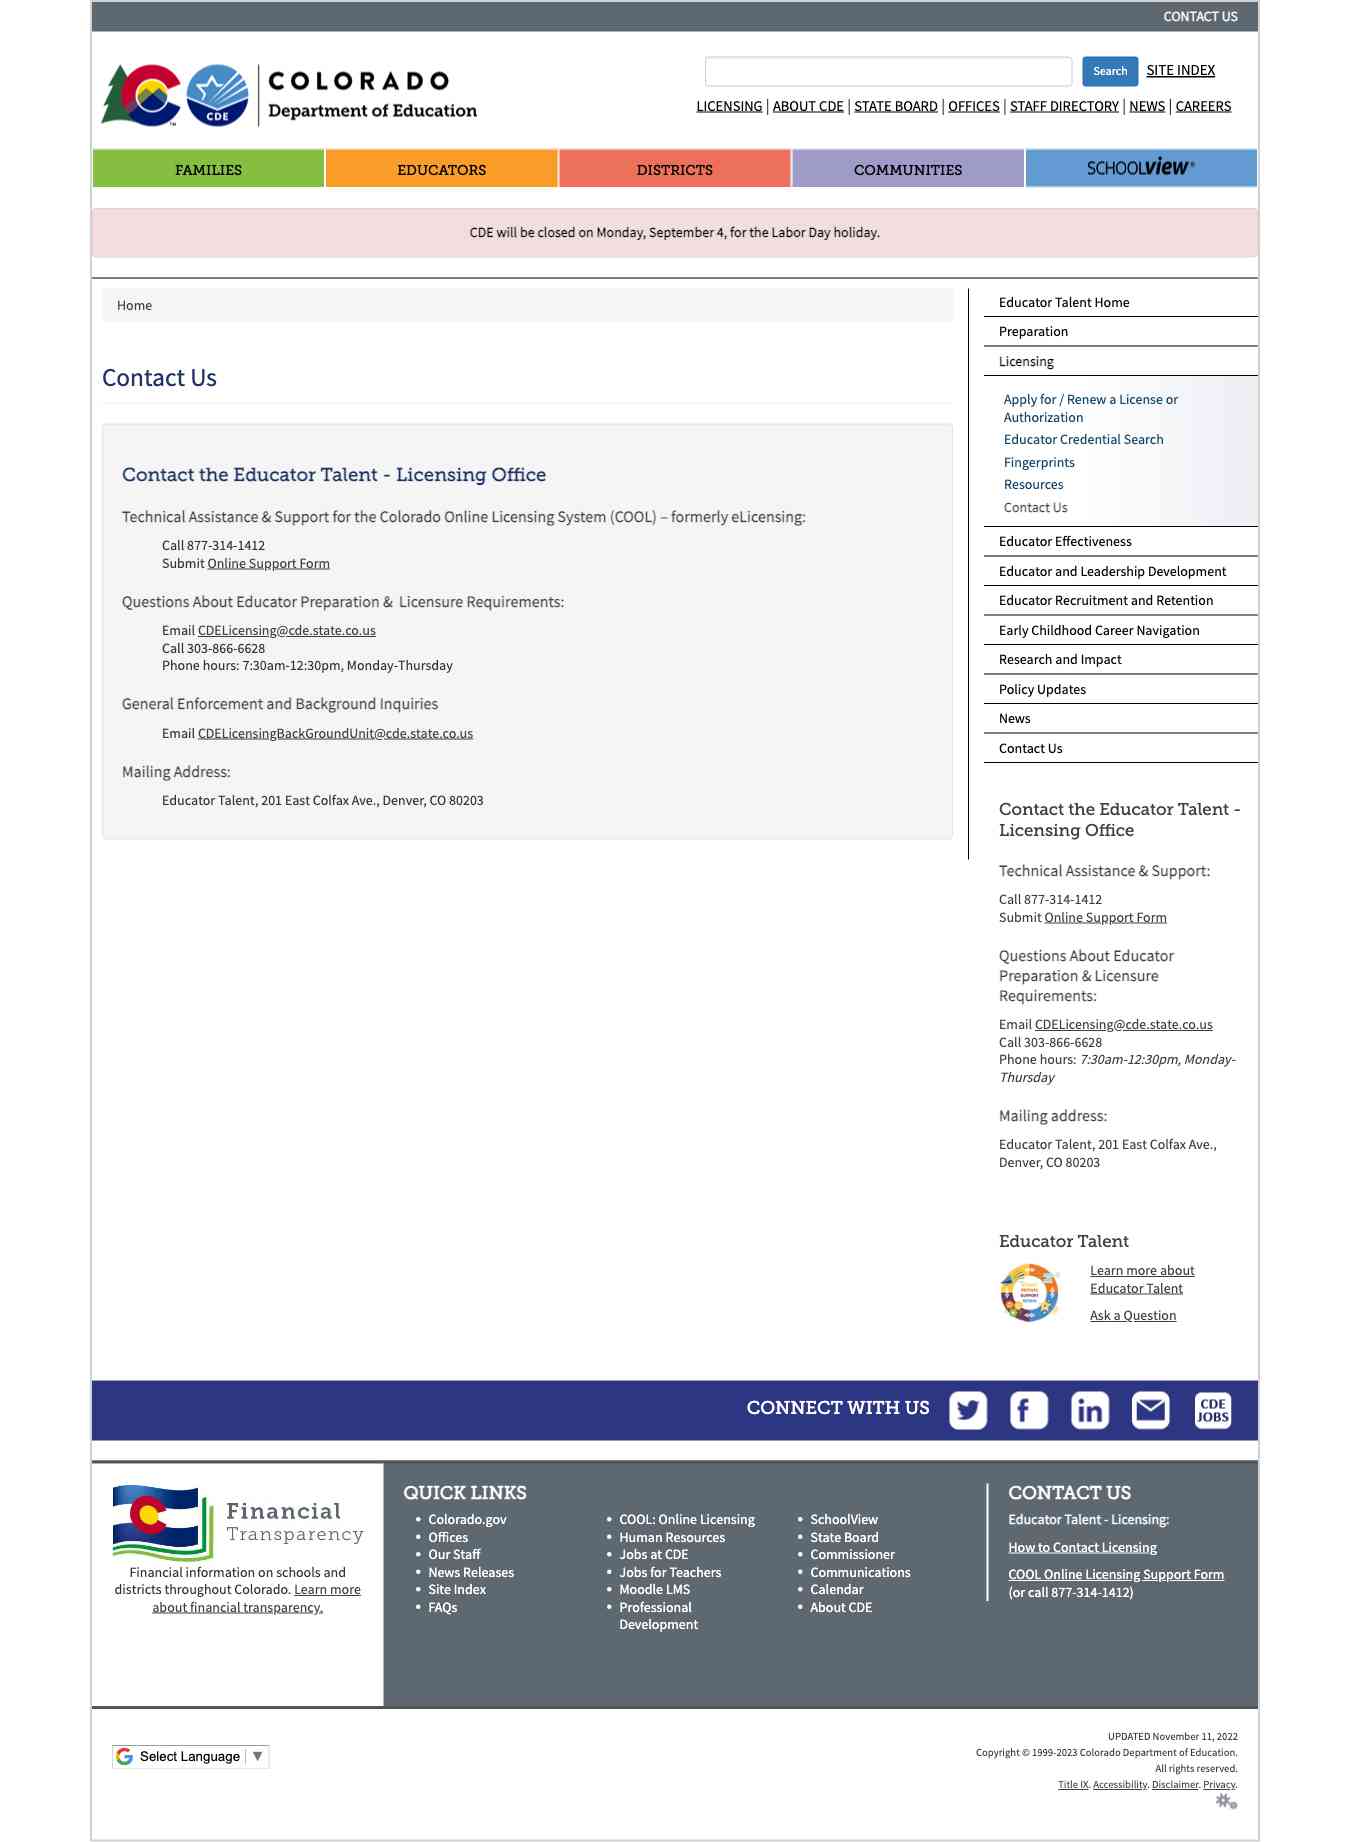 CONTACT US
COLORADO
Department of Education
CDE
TM
Search
SITE INDEX
LICENSING | ABOUT CDE | STATE BOARD | OFFICES | STAFF DIRECTORY | NEWS | CAREERS
FAMILIES
EDUCATORS
DISTRICTS
COMMUNITIES
SCHOOLview®
CDE will be closed on Monday, September 4, for the Labor Day holiday.
Home
Contact Us
Contact the Educator Talent - Licensing Office
Technical Assistance & Support for the Colorado Online Licensing System (COOL) – formerly eLicensing:
Call 877-314-1412
Submit Online Support Form
Questions About Educator Preparation & Licensure Requirements:
Email CDELicensing@cde.state.co.us
Call 303-866-6628
Phone hours: 7:30am-12:30pm, Monday-Thursday
General Enforcement and Background Inquiries
Email CDELicensingBackGroundUnit@cde.state.co.us
Mailing Address:
Educator Talent, 201 East Colfax Ave., Denver, CO 80203
Educator Talent Home
Preparation
Licensing
Apply for / Renew a License or
Authorization
Educator Credential Search
Fingerprints
Resources
Contact Us
Educator Effectiveness
Educator and Leadership Development
Educator Recruitment and Retention
Early Childhood Career Navigation
Research and Impact
Policy Updates
News
Contact Us
Contact the Educator Talent -
Licensing Office
Technical Assistance & Support:
Call 877-314-1412
Submit Online Support Form
Questions About Educator
Preparation & Licensure
Requirements:
Email CDELicensing@cde.state.co.us
Call 303-866-6628
Phone hours: 7:30am-12:30pm, Monday-
Thursday
Mailing address:
Educator Talent, 201 East Colfax Ave.,
Denver, CO 80203
Educator Talent
Learn more about
Educator Talent
Ask a Question
CONNECT WITH US
CDE
JOBS
Financial
Transparency
Financial information on schools and
districts throughout Colorado. Learn more
about financial transparency.
QUICK LINKS
Colorado.gov
Offices
Our Staff
News Releases
Site Index
FAQs
COOL: Online Licensing
Human Resources
Jobs at CDE
Jobs for Teachers
Moodle LMS
Professional
Development
SchoolView
State Board
Commissioner
Communications
Calendar
About CDE
CONTACT US
Educator Talent - Licensing:
How to Contact Licensing
COOL Online Licensing Support Form
(or call 877-314-1412)
Select Language ▼
UPDATED November 11, 2022
Copyright © 1999-2023 Colorado Department of Education.
All rights reserved.
Title IX. Accessibility. Disclaimer. Privacy.